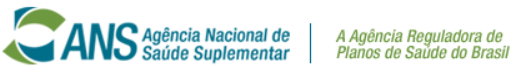 ANS Agência Nacional de
Saúde Suplementar
A Agência Reguladora de
Planos de Saúde do Brasil